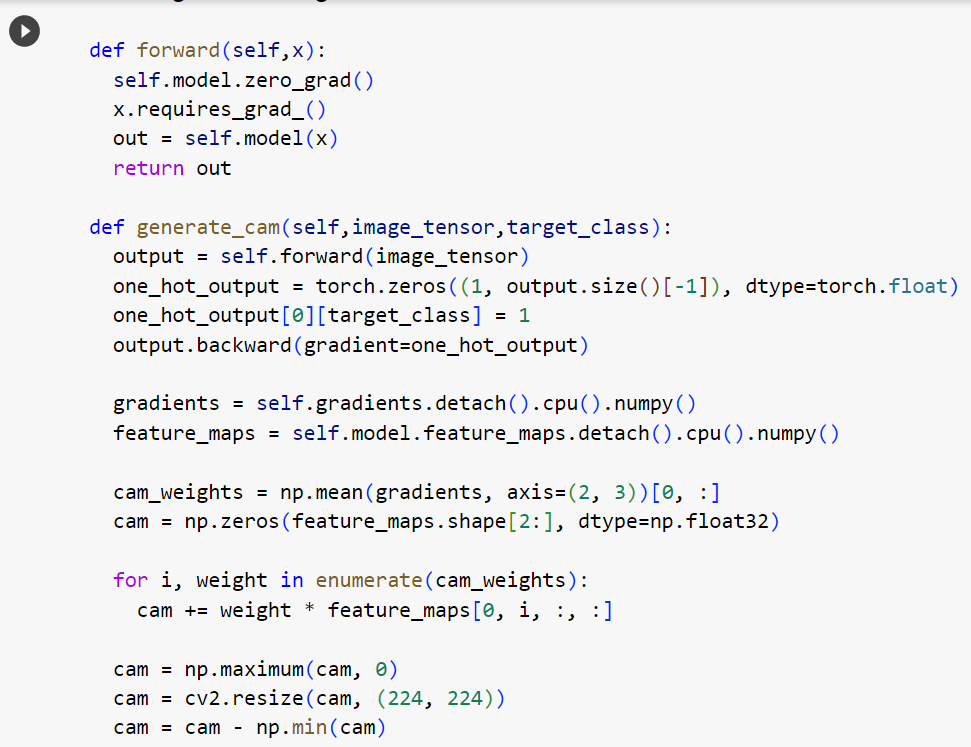 def forward(self,x):
  self.model.zero_grad()
  x.requires_grad_()
  out = self.model(x)
  return out

def generate_cam(self,image_tensor,target_class):
  output = self.forward(image_tensor)
  one_hot_output = torch.zeros((1, output.size()[-1]), dtype=torch.float)
  one_hot_output[0][target_class] = 1
  output.backward(gradient=one_hot_output)

  gradients = self.gradients.detach().cpu().numpy()
  feature_maps = self.model.feature_maps.detach().cpu().numpy()

  cam_weights = np.mean(gradients, axis=(2, 3))[0, :]
  cam = np.zeros(feature_maps.shape[2:], dtype=np.float32)

  for i, weight in enumerate(cam_weights):
    cam += weight * feature_maps[0, i, :, :]

  cam = np.maximum(cam, 0)
  cam = cv2.resize(cam, (224, 224))
  cam = cam - np.min(cam)